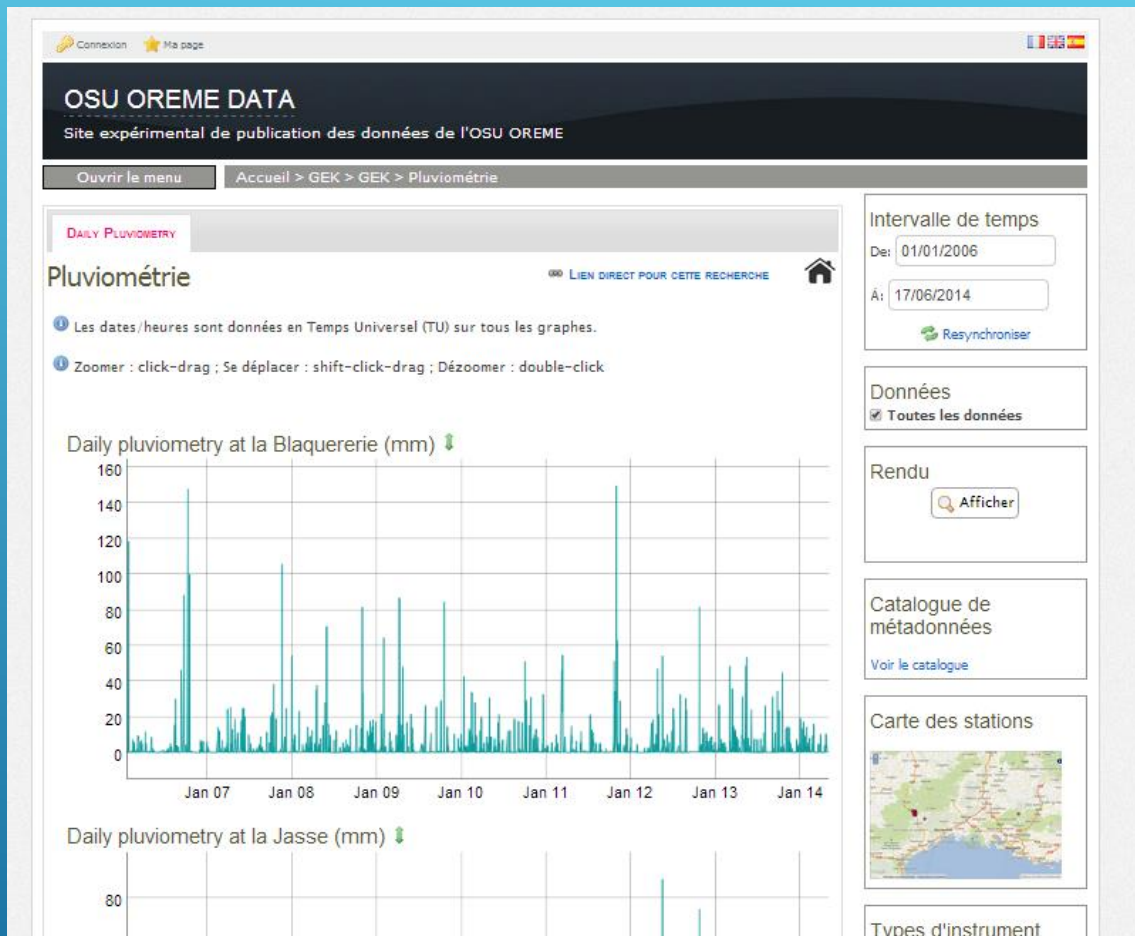 Connexion Ma page
OSU OREME DATA
Site expérimental de publication des données de l'OSU OREME
Ouvrir le menu Accueil > GEK > GEK > Pluviométrie
DAILY PLUVIOMETRY
Pluviométrie
LIEN DIRECT POUR CETTE RECHERCHE
Les dates/heures sont données en Temps Universel (TU) sur tous les graphes.
Zoomer : click-drag ; Se déplacer : shift-click-drag ; Dézoomer : double-click
Daily pluviometry at la Blaquererie (mm)
160
140
120
100
80
60
40
20
0
Jan 07 Jan 08 Jan 09 Jan 10 Jan 11 Jan 12 Jan 13 Jan 14
Daily pluviometry at la Jasse (mm)
80
Intervalle de temps
De: 01/01/2006
Á: 17/06/2014
Resynchroniser
Données
Toutes les données
Rendu
Afficher
Catalogue de
métadonnées
Voir le catalogue
Carte des stations
Types d'instrument